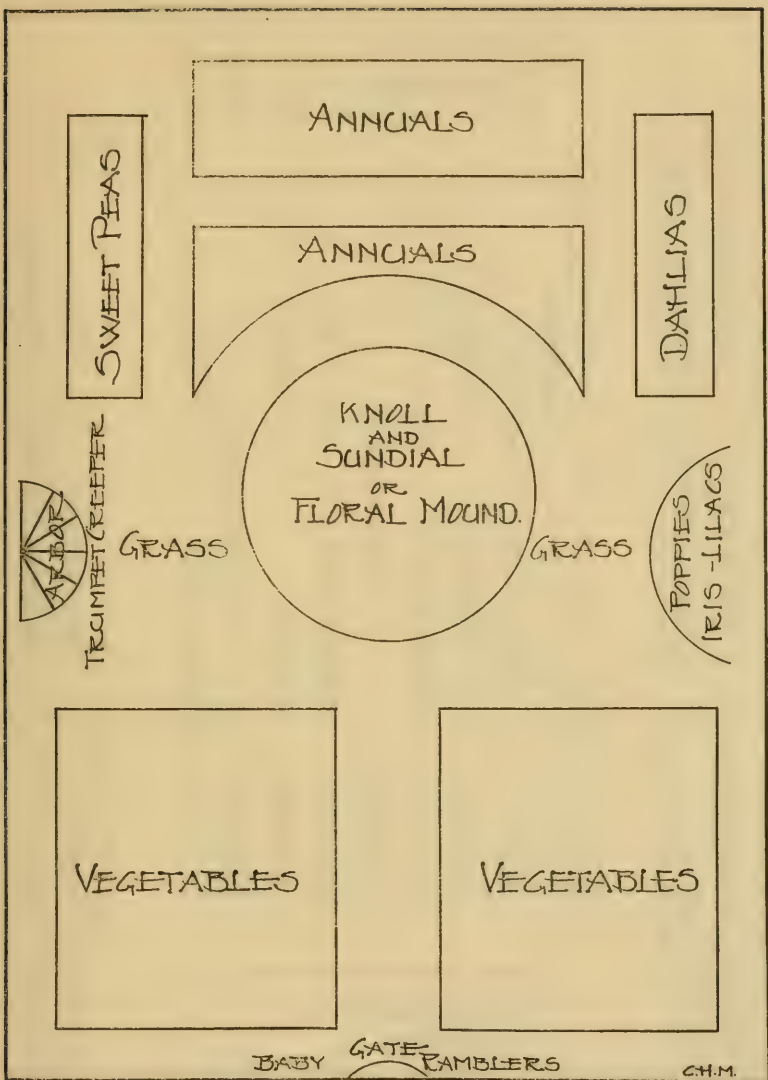 ANNUALS
SWEET PEAS
ANNUALS
DAHLIAS
KNOLL
AND
SUNDIAL
OR
FLORAL MOUND.
ARBOR
TRUMPET CREEPER
GRASS
GRASS
POPPIES
IRIS-LILACS
VEGETABLES
VEGETABLES
BABY GATE RAMBLERS
C.H.M.